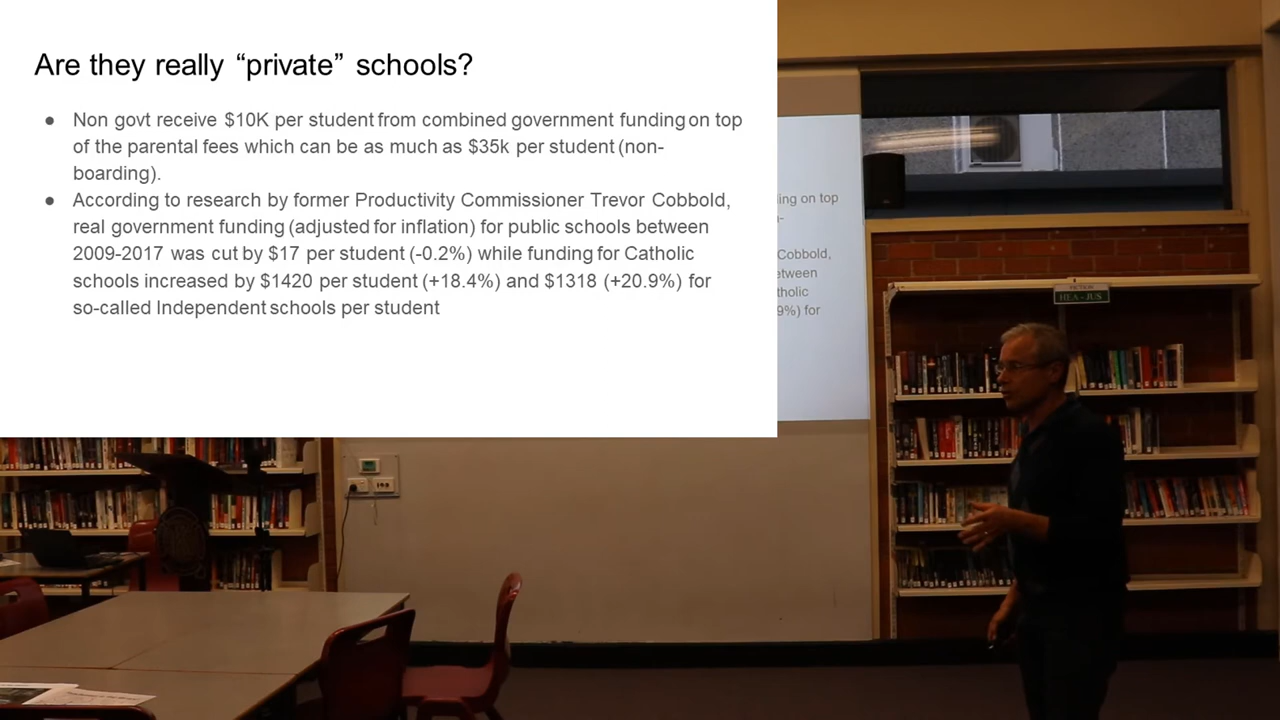 Are they really “private” schools?
● Non govt receive $10K per student from combined government funding on top
of the parental fees which can be as much as $35k per student (non-
boarding).
● According to research by former Productivity Commissioner Trevor Cobbold,
real government funding (adjusted for inflation) for public schools between
2009-2017 was cut by $17 per student (-0.2%) while funding for Catholic
schools increased by $1420 per student (+18.4%) and $1318 (+20.9%) for
so-called Independent schools per student
ing on top
Cobbold,
etween
tholic
9%) for
FICTION
HEA - JUS